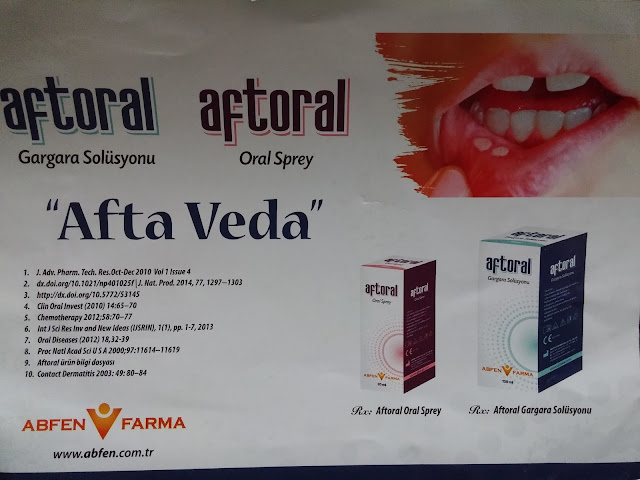 aftoral
Gargara Solüsyonu
aftoral
Oral Sprey
"Afta Veda"
1. J. Adv. Pharm. Tech. Res.Oct-Dec 2010 Vol 1 Issue 4
2. dx.doi.org/10.1021/np401025f | J. Nat. Prod. 2014, 77, 1297–1303
3. http://dx.doi.org/10.5772/53145
4. Clin Oral Invest (2010) 14:65–70
5. Chemotherapy 2012;58:70–77
6. Int J Sci Res Inv and New Ideas (IJSRIN), 1(1), pp. 1-7, 2013
7. Oral Diseases (2012) 18,32-39
8. Proc Natl Acad Sci U S A 2000;97:11614–11619
9. Aftoral ürün bilgi dosyası
10. Contact Dermatitis 2003: 49: 80–84
ABFEN FARMA
www.abfen.com.tr
aftoral
Oral Sprey
ABFEN FARMA
Rx: Aftoral Oral Sprey
aftoral
Gargara Solüsyonu
ABFEN FARMA
150 ml
Rx: Aftoral Gargara Solüsyonu